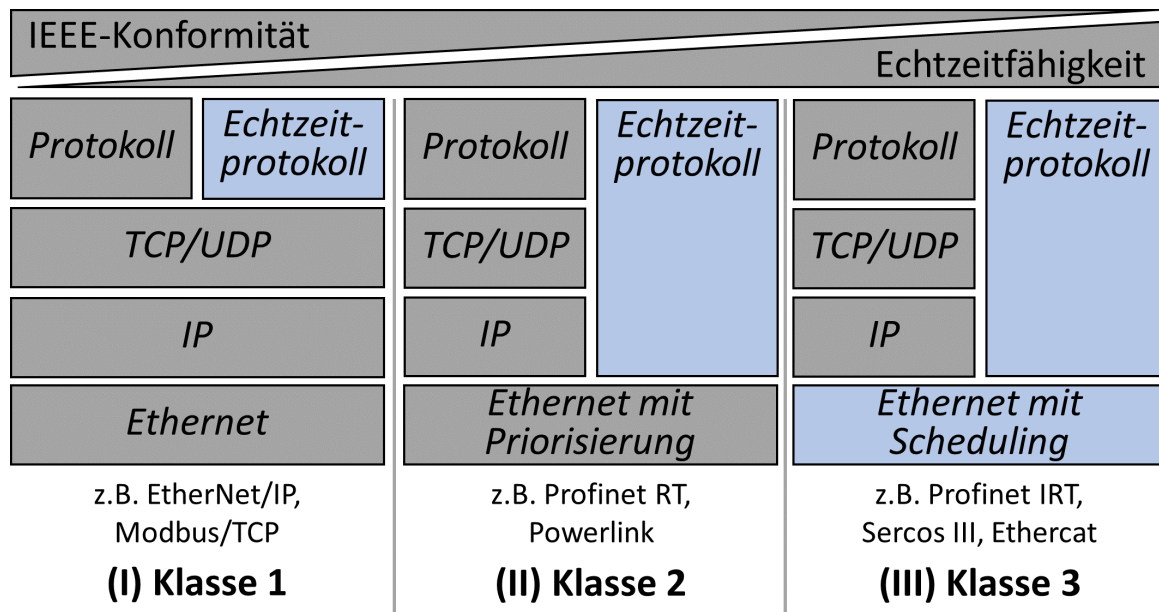 IEEE-Konformität
Echtzeitfähigkeit
Protokoll
Echtzeit-
protokoll
TCP/UDP
IP
Ethernet
z.B. EtherNet/IP,
Modbus/TCP
(I) Klasse 1
Protokoll
Echtzeit-
protokoll
TCP/UDP
IP
Ethernet mit
Priorisierung
z.B. Profinet RT,
Powerlink
(II) Klasse 2
Protokoll
Echtzeit-
protokoll
TCP/UDP
IP
Ethernet mit
Scheduling
z.B. Profinet IRT,
Sercos III, Ethercat
(III) Klasse 3